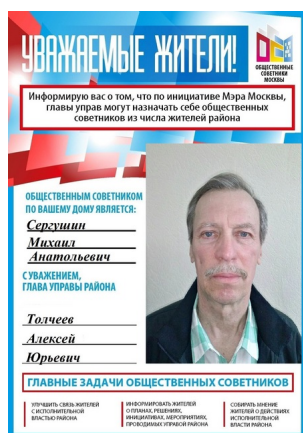 УВАЖАЕМЫЕ ЖИТЕЛИ!
ОБЩЕСТВЕННЫЕ
СОВЕТНИКИ
МОСКВЫ
Информирую вас о том, что по инициативе Мэра Москвы,
главы управ могут назначать себе общественных
советников из числа жителей района
ОБЩЕСТВЕННЫМ СОВЕТНИКОМ
ПО ВАШЕМУ ДОМУ ЯВЛЯЕТСЯ:
Сергушин
Михаил
Анатольевич
С УВАЖЕНИЕМ,
ГЛАВА УПРАВЫ РАЙОНА
Толчеев
Алексей
Юрьевич
ГЛАВНЫЕ ЗАДАЧИ ОБЩЕСТВЕННЫХ СОВЕТНИКОВ
УЛУЧШИТЬ СВЯЗЬ ЖИТЕЛЕЙ
С ИСПОЛНИТЕЛЬНОЙ
ВЛАСТЬЮ РАЙОНА
ИНФОРМИРОВАТЬ ЖИТЕЛЕЙ
О ПЛАНАХ, РЕШЕНИЯХ,
ИНИЦИАТИВАХ, МЕРОПРИЯТИЯХ,
ПРОВОДИМЫХ УПРАВОЙ РАЙОНА
СОБИРАТЬ МНЕНИЕ
ЖИТЕЛЕЙ О ДЕЙСТВИЯХ
ИСПОЛНИТЕЛЬНОЙ
ВЛАСТИ РАЙОНА